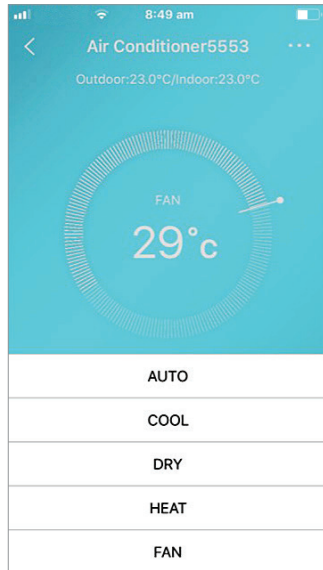 8:49 am
Air Conditioner5553
Outdoor:23.0°C/Indoor:23.0°C
FAN
29°c
AUTO
COOL
DRY
HEAT
FAN